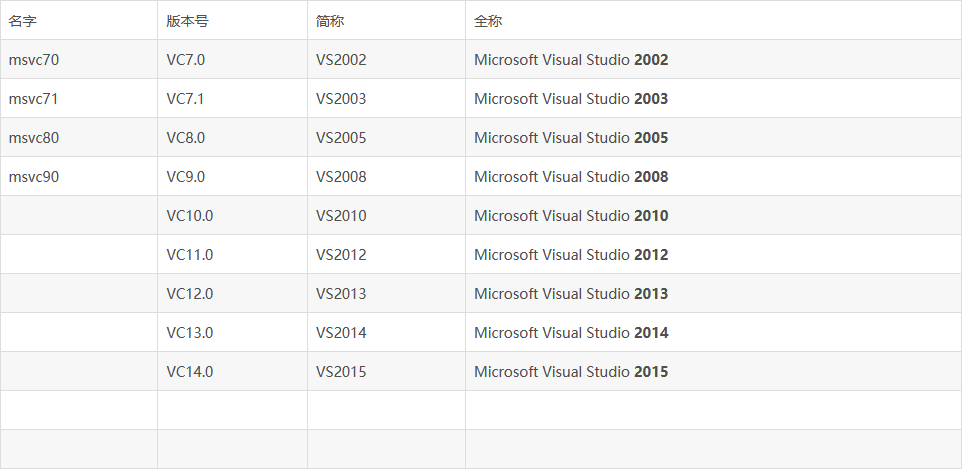 名字 版本号 简称 全称
msvc70 VC7.0 VS2002 Microsoft Visual Studio 2002
msvc71 VC7.1 VS2003 Microsoft Visual Studio 2003
msvc80 VC8.0 VS2005 Microsoft Visual Studio 2005
msvc90 VC9.0 VS2008 Microsoft Visual Studio 2008
VC10.0 VS2010 Microsoft Visual Studio 2010
VC11.0 VS2012 Microsoft Visual Studio 2012
VC12.0 VS2013 Microsoft Visual Studio 2013
VC13.0 VS2014 Microsoft Visual Studio 2014
VC14.0 VS2015 Microsoft Visual Studio 2015